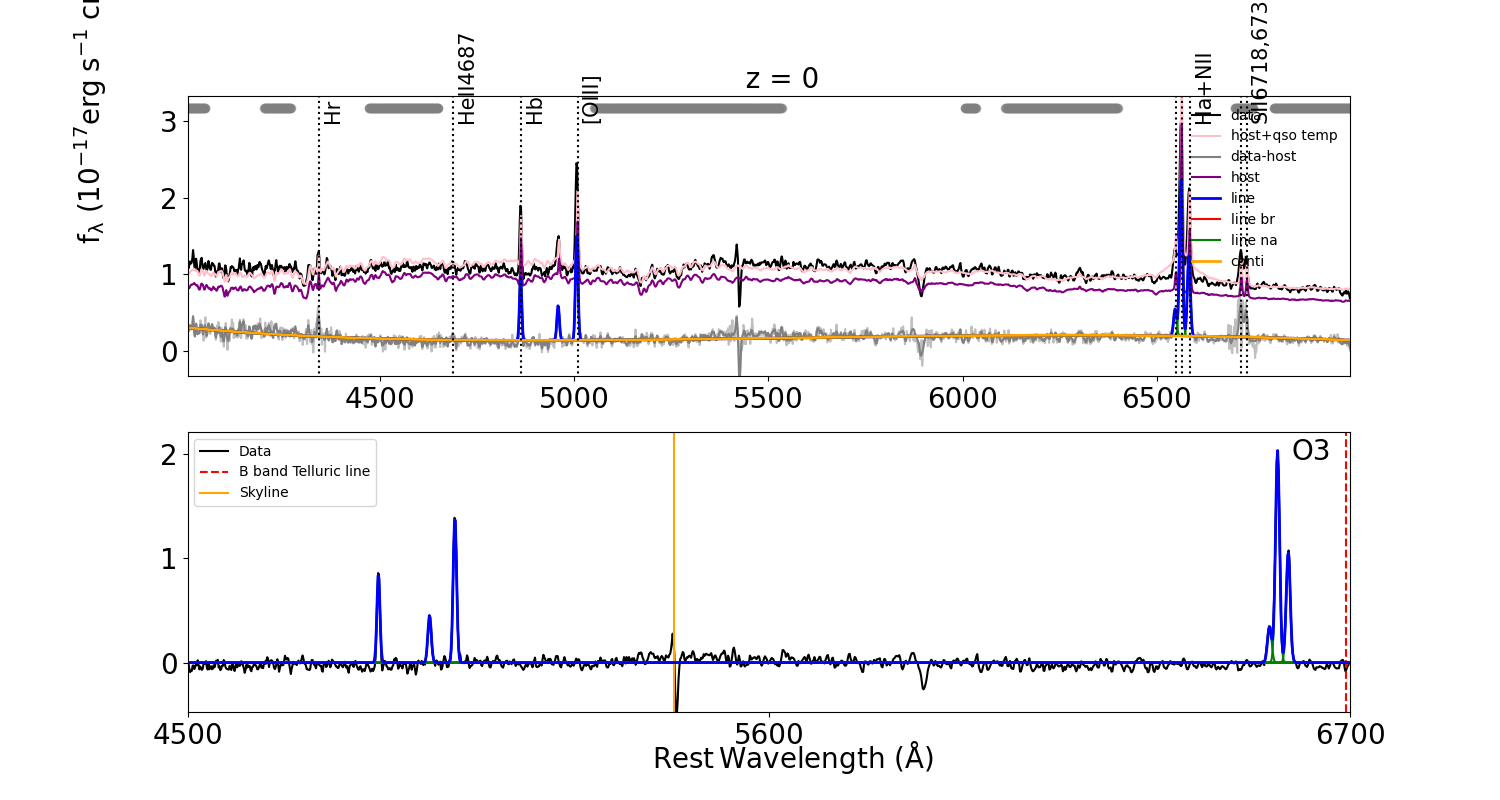 z = 0
fλ (10−17erg s−1 c
Hr
HeII4687
Hb
[OIII]
Ha+NII
SII6718,673
data
host+qso temp
data-host
host
line
line br
line na
conti
3
2
1
0
4500 5000 5500 6000 6500
Data
B band Telluric line
Skyline
O3
2
1
0
4500 5600 6700
Rest Wavelength (Å)